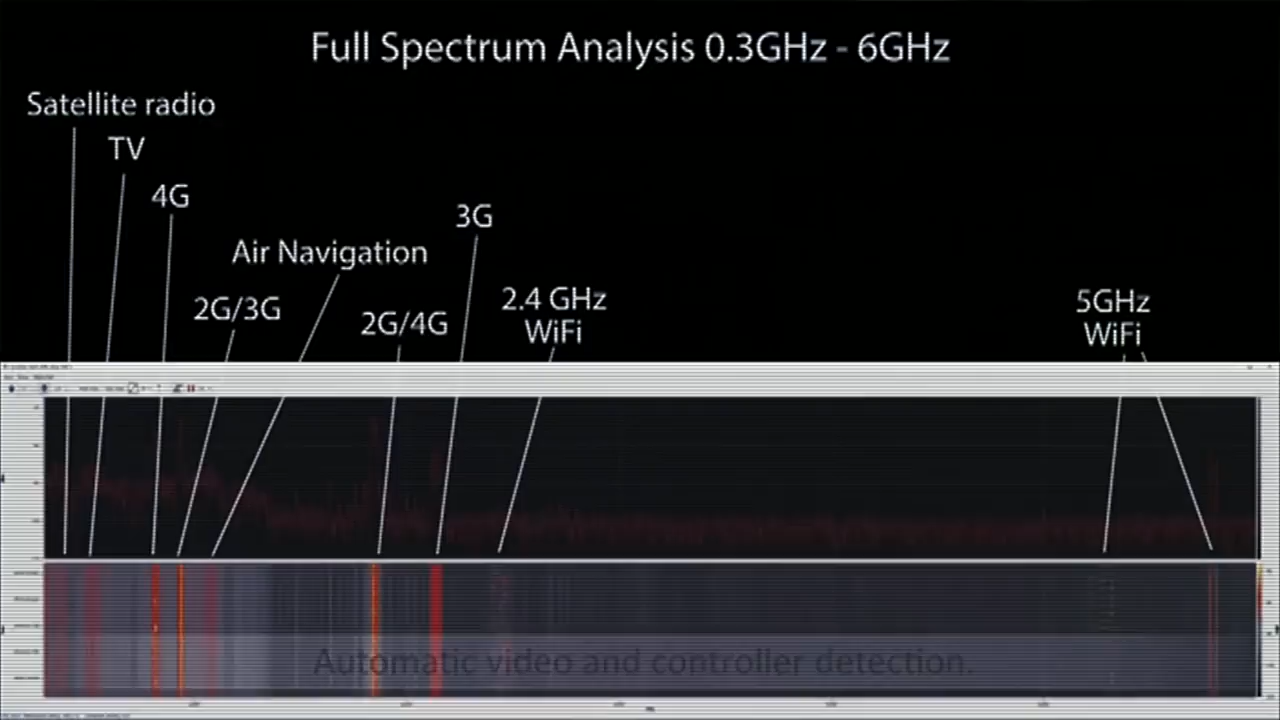 Full Spectrum Analysis 0.3GHz - 6GHz
Satellite radio
TV
4G
3G
Air Navigation
2G/3G
2G/4G
2.4 GHz
WiFi
5GHz
WiFi
Automatic video and controller detection.